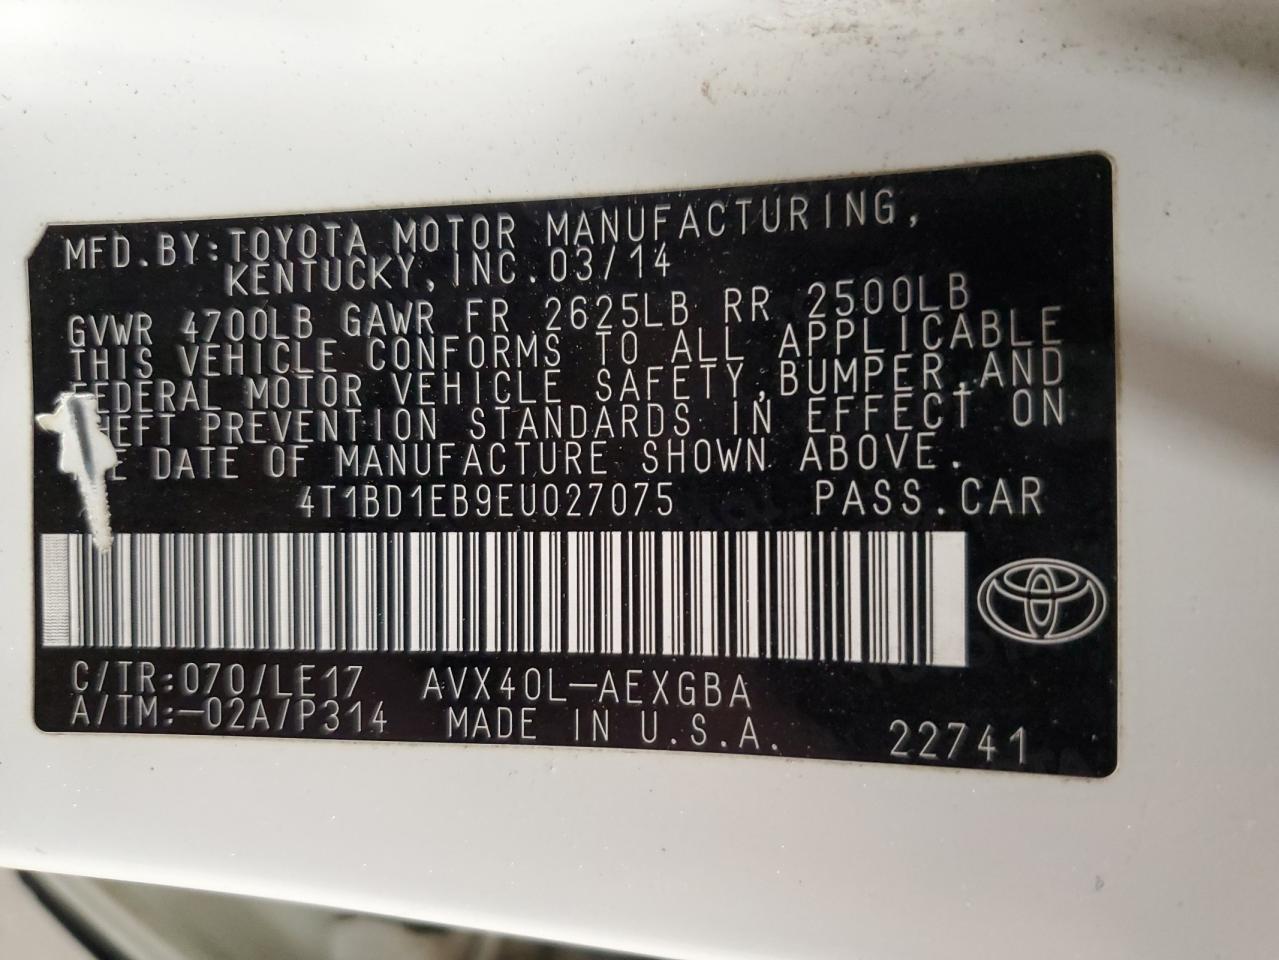 MFD.BY:TOYOTA MOTOR MANUFACTURING,
KENTUCKY,INC.03/14
GVWR 4700LB GAWR FR 2625LB RR 2500LB
THIS VEHICLE CONFORMS TO ALL APPLICABLE
FEDERAL MOTOR VEHICLE SAFETY,BUMPER,AND
THEFT PREVENTION STANDARDS IN EFFECT ON
THE DATE OF MANUFACTURE SHOWN ABOVE.
4T1BD1EB9EU027075 PASS.CAR
C/TR:070/LE17 AVX40L-AEXGBA
A/TM:-02A/P314 MADE IN U.S.A. 22741